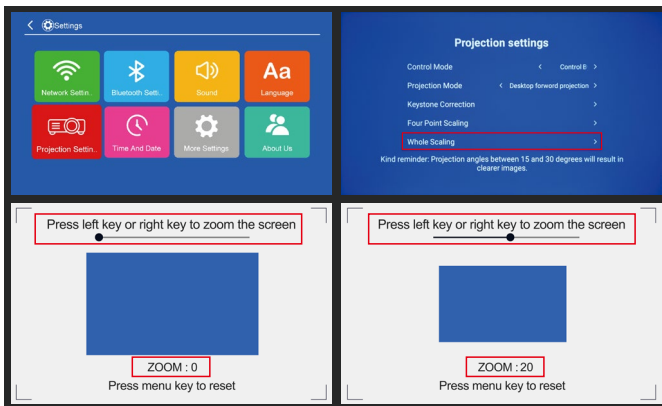 Settings
Network Settin..
Bluetooth Setti..
Sound
Aa
Language
Projection Settin..
Time And Date
More Settings
About Us
Projection settings
Control Mode < Control E >
Projection Mode < Desktop forword projection >
Keystone Correction >
Four Point Scaling >
Whole Scaling >
Kind reminder: Projection angles between 15 and 30 degrees will result in
clearer images.
Press left key or right key to zoom the screen
ZOOM : 0
Press menu key to reset
Press left key or right key to zoom the screen
ZOOM : 20
Press menu key to reset